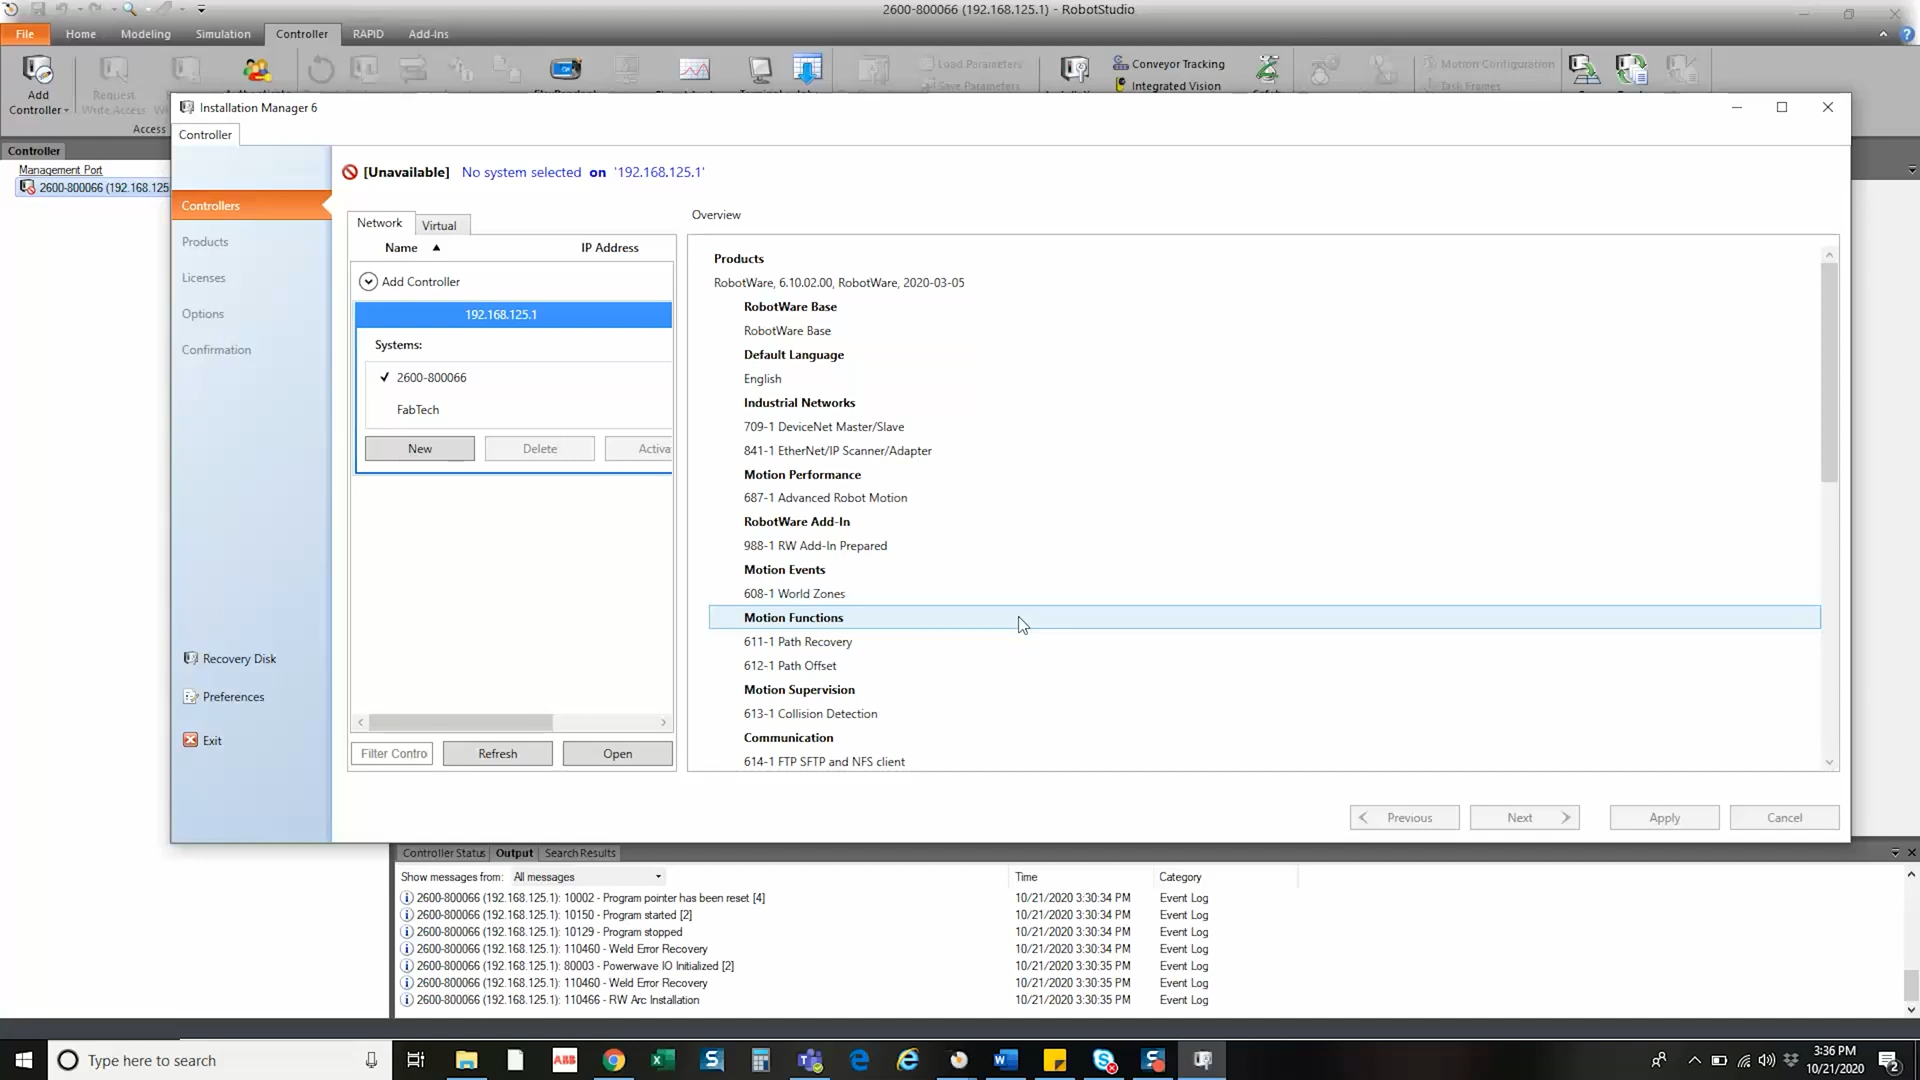 2600-800066 (192.168.125.1) - RobotStudio
File Home Modeling Simulation Controller RAPID Add-Ins
Add
Controller
Request
Write Access
Access
Load Parameters
Save Parameters
Conveyor Tracking
Integrated Vision
Motion Configuration
Task Frames
Controller
Management Port
2600-800066 (192.168.125
Installation Manager 6
Controller
[Unavailable] No system selected on '192.168.125.1'
Controllers
Products
Licenses
Options
Confirmation
Recovery Disk
Preferences
Exit
Network Virtual
Name IP Address
Add Controller
192.168.125.1
Systems:
2600-800066
FabTech
New Delete Activa
Filter Contro Refresh Open
Overview
Products
RobotWare, 6.10.02.00, RobotWare, 2020-03-05
RobotWare Base
RobotWare Base
Default Language
English
Industrial Networks
709-1 DeviceNet Master/Slave
841-1 EtherNet/IP Scanner/Adapter
Motion Performance
687-1 Advanced Robot Motion
RobotWare Add-In
988-1 RW Add-In Prepared
Motion Events
608-1 World Zones
Motion Functions
611-1 Path Recovery
612-1 Path Offset
Motion Supervision
613-1 Collision Detection
Communication
614-1 FTP SFTP and NFS client
Previous Next Apply Cancel
Controller Status Output Search Results
Show messages from: All messages Time Category
2600-800066 (192.168.125.1): 10002 - Program pointer has been reset [4] 10/21/2020 3:30:34 PM Event Log
2600-800066 (192.168.125.1): 10150 - Program started [2] 10/21/2020 3:30:34 PM Event Log
2600-800066 (192.168.125.1): 10129 - Program stopped 10/21/2020 3:30:34 PM Event Log
2600-800066 (192.168.125.1): 110460 - Weld Error Recovery 10/21/2020 3:30:34 PM Event Log
2600-800066 (192.168.125.1): 80003 - Powerwave IO Initialized [2] 10/21/2020 3:30:35 PM Event Log
2600-800066 (192.168.125.1): 110460 - Weld Error Recovery 10/21/2020 3:30:35 PM Event Log
2600-800066 (192.168.125.1): 110466 - RW Arc Installation 10/21/2020 3:30:35 PM Event Log
Type here to search
ABB
3:36 PM
10/21/2020
2